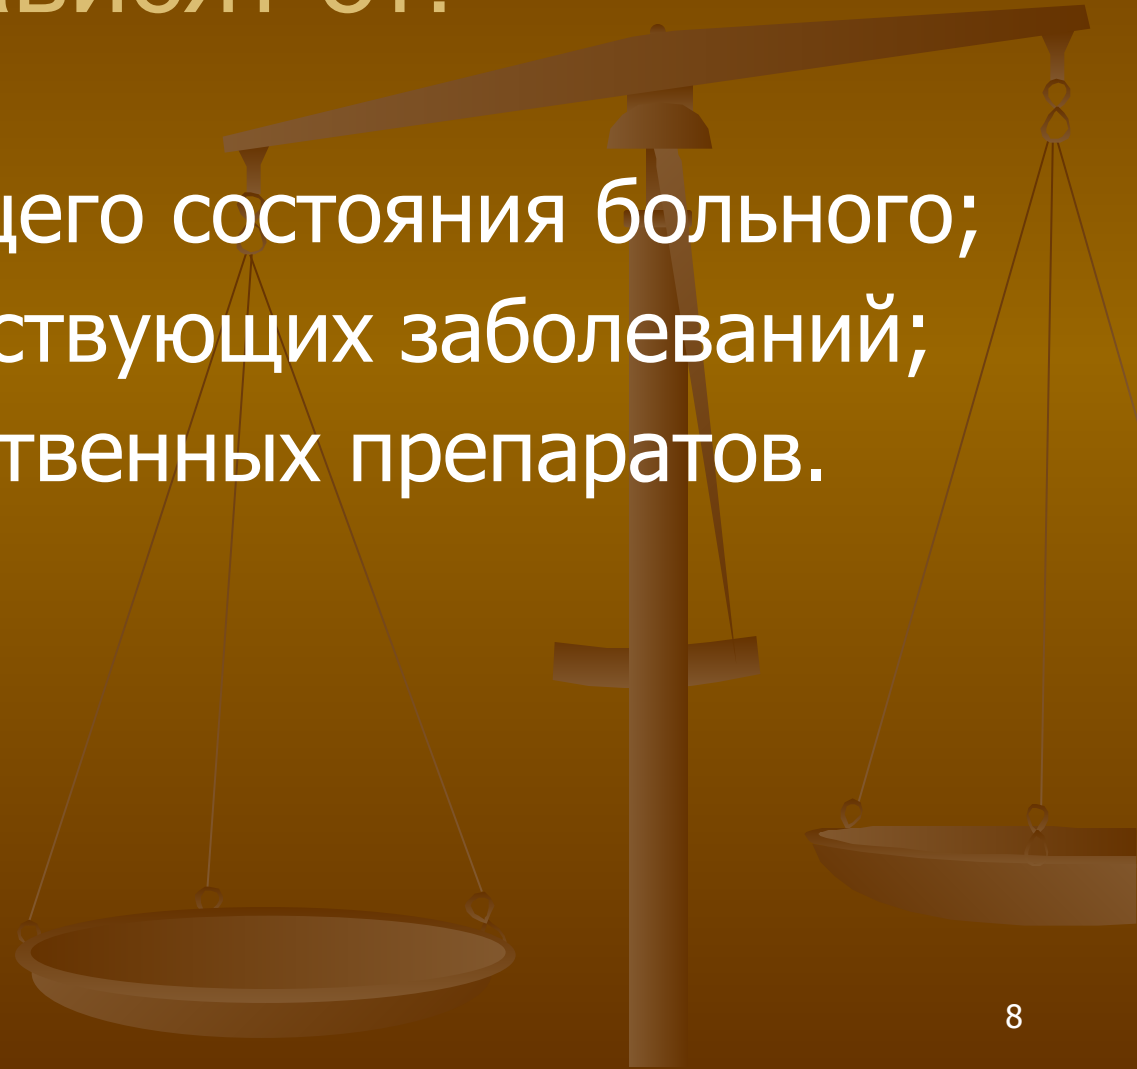 щего состояния больного;
ствующих заболеваний;
твенных препаратов.
8